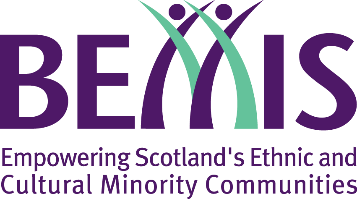 BEMIS
Empowering Scotland's Ethnic and
Cultural Minority Communities